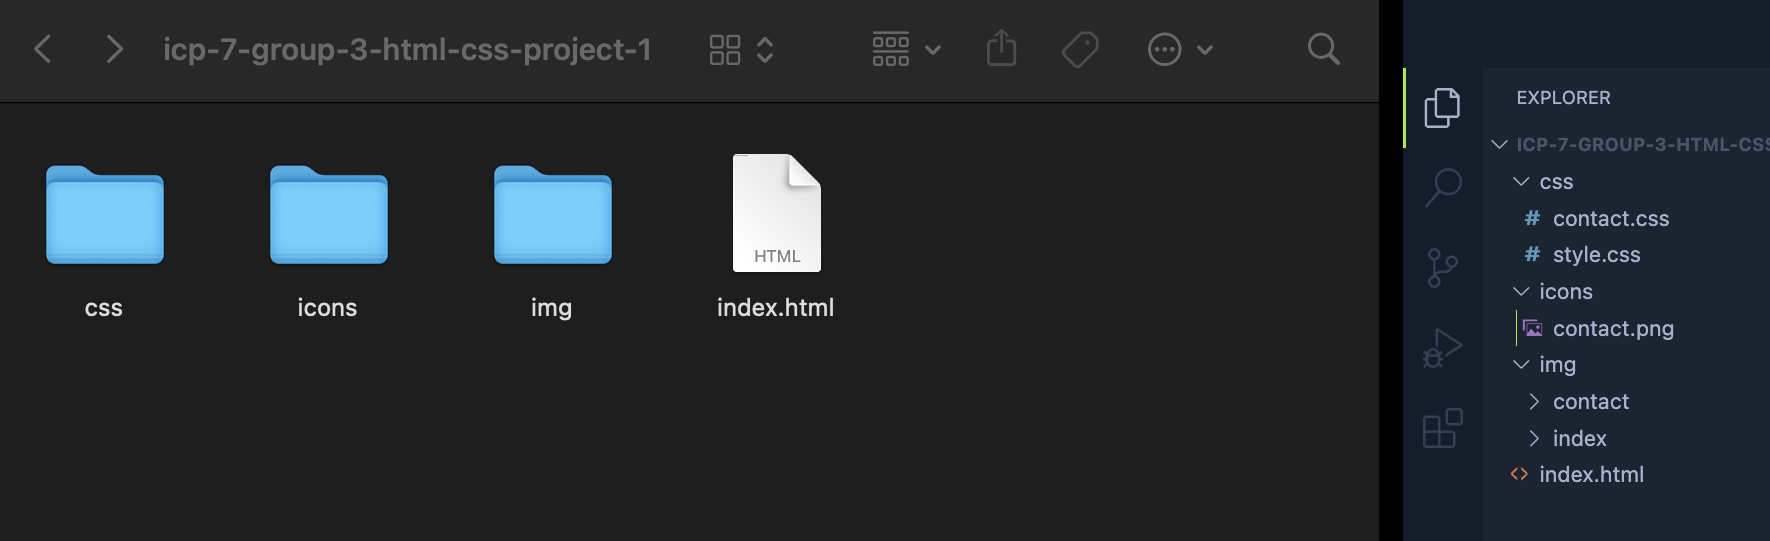 icp-7-group-3-html-css-project-1
HTML
css
icons
img
index.html
EXPLORER
ICP-7-GROUP-3-HTML-CSS
css
# contact.css
# style.css
icons
contact.png
img
contact
index
<> index.html